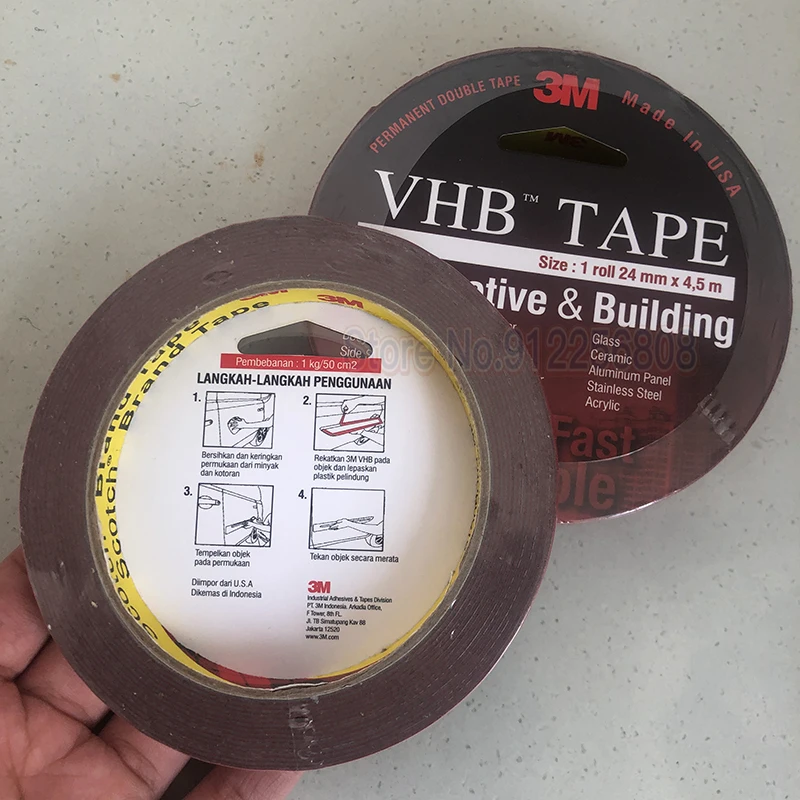 PERMANENT DOUBLE TAPE 3M Made in USA
VHB™ TAPE
Size : 1 roll 24 mm x 4,5 m
& Building
Glass
Ceramic
Aluminum Panel
Stainless Steel
Acrylic
Fast
3M
Side
Pembebanan : 1 kg/50 cm2
LANGKAH-LANGKAH PENGGUNAAN
1.
Bersihkan dan keringkan
permukaan dari minyak
dan kotoran
2.
Rekatkan 3M VHB pada
objek dan lepaskan
plastik pelindung
3.
Tempelkan objek
pada permukaan
4.
Tekan objek secara merata
Diimpor dari U.S.A
Dikemas di Indonesia
3M
Industrial Adhesives & Tapes Division
PT. 3M Indonesia. Arkadia Office,
F Tower, 8th FL.
Jl. TB Simatupang Kav 88
Jakarta 12520
www.3M.com
Scotch® Brand Tape
Brand Tape
Store No.912258808